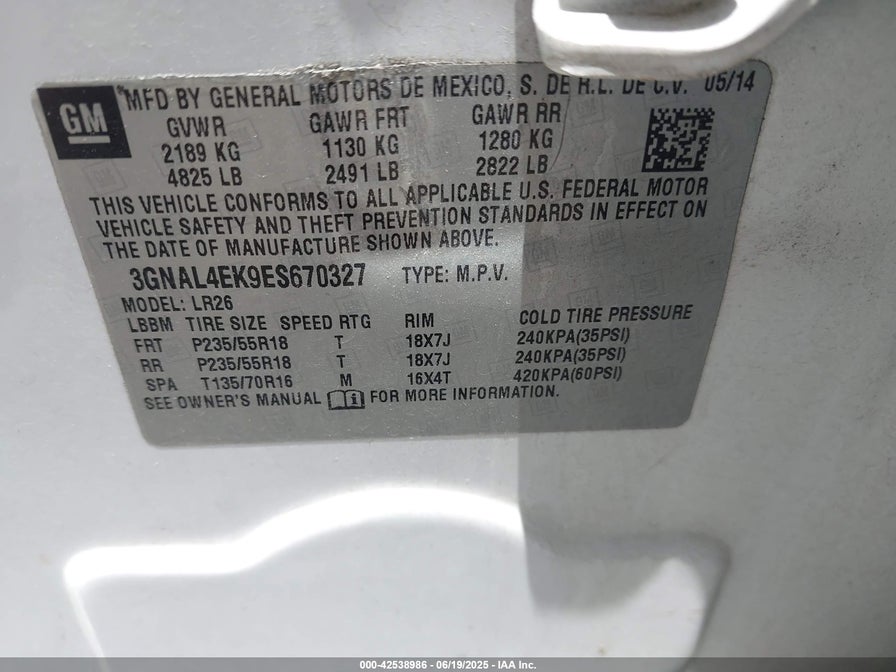 GM
MFD BY GENERAL MOTORS DE MEXICO, S. DE R.L. DE C.V. 05/14
GVWR GAWR FRT GAWR RR
2189 KG 1130 KG 1280 KG
4825 LB 2491 LB 2822 LB
THIS VEHICLE CONFORMS TO ALL APPLICABLE U.S. FEDERAL MOTOR
VEHICLE SAFETY AND THEFT PREVENTION STANDARDS IN EFFECT ON
THE DATE OF MANUFACTURE SHOWN ABOVE.
3GNAL4EK9ES670327 TYPE: M.P.V.
MODEL: LR26
LBBM TIRE SIZE SPEED RTG RIM COLD TIRE PRESSURE
FRT P235/55R18 T 18X7J 240KPA(35PSI)
RR P235/55R18 T 18X7J 240KPA(35PSI)
SPA T135/70R16 M 16X4T 420KPA(60PSI)
SEE OWNER'S MANUAL FOR MORE INFORMATION.
000-42538986 - 06/19/2025 - IAA Inc.